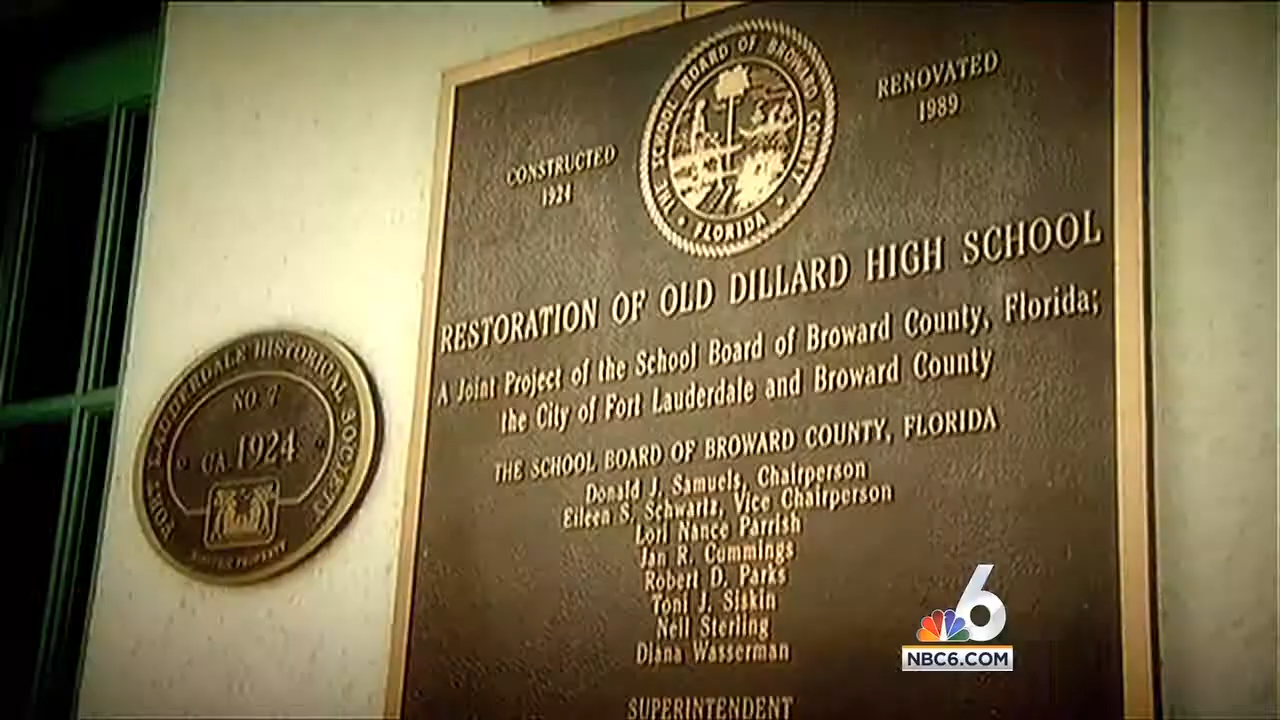 CONSTRUCTED
1924
THE SCHOOL BOARD OF BROWARD COUNTY
FLORIDA
RENOVATED
1989
RESTORATION OF OLD DILLARD HIGH SCHOOL
A Joint Project of the School Board of Broward County, Florida;
the City of Fort Lauderdale and Broward County
THE SCHOOL BOARD OF BROWARD COUNTY, FLORIDA
Donald J. Samuels, Chairperson
Eileen S. Schwartz, Vice Chairperson
Lori Nance Parrish
Jan R. Cummings
Robert D. Parks
Toni J. Siskin
Neil Sterling
Diana Wasserman
SUPERINTENDENT
FORT LAUDERDALE HISTORICAL SOCIETY
NO. 7
CA. 1924
6
NBC6.COM